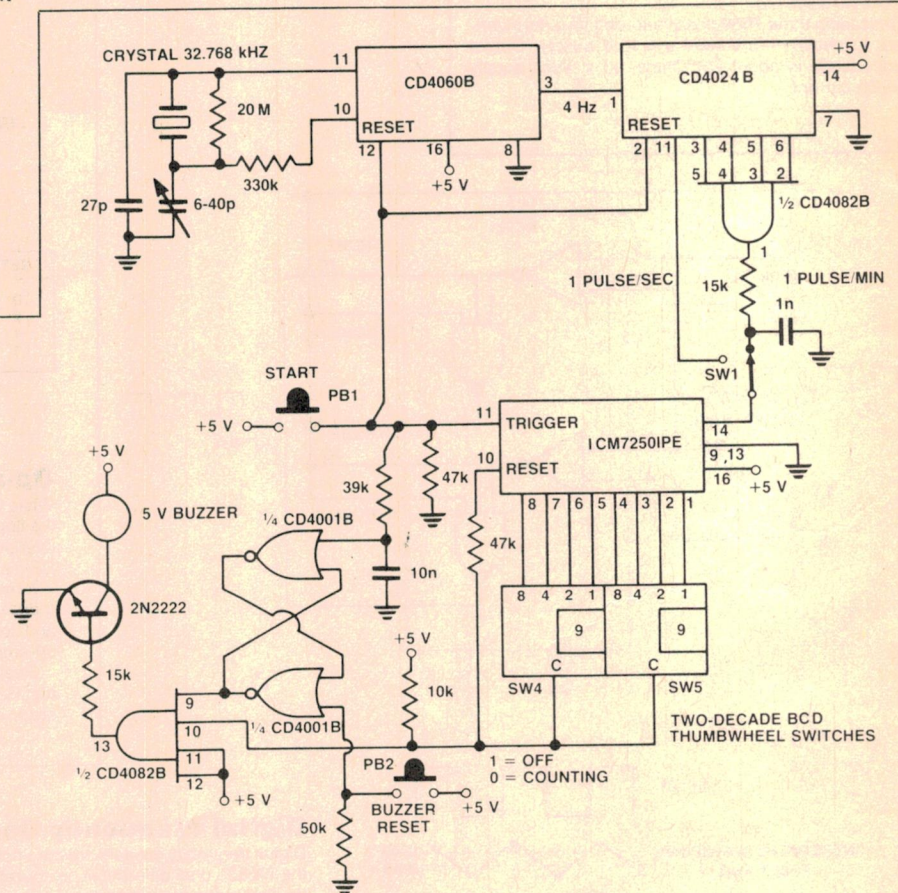 CRYSTAL 32.768 kHZ
11
CD4060B
3
4 Hz
1
CD4024 B
+5 V
14
7
20 M
10
RESET
12
16
8
+5 V
330k
RESET
2 11 3 4 5 6
5 4 3 2
½ CD4082B
1
27p
6-40p
1 PULSE/SEC
15k
1 PULSE/MIN
1n
SW1
START
PB1
+5 V
11
TRIGGER
ICM7250IPE
14
9 ,13
16
+5 V
10
RESET
39k
47k
47k
8 7 6 5 4 3 2 1
+5 V
5 V BUZZER
¼ CD4001B
10n
2N2222
8 4 2 1 8 4 2 1
9
9
C
C
SW4
SW5
+5 V
10k
15k
9
¼ CD4001B
10
13
11
½ CD4082B
12
+5 V
TWO-DECADE BCD
THUMBWHEEL SWITCHES
1 = OFF
0 = COUNTING
PB2
+5 V
BUZZER
RESET
50k